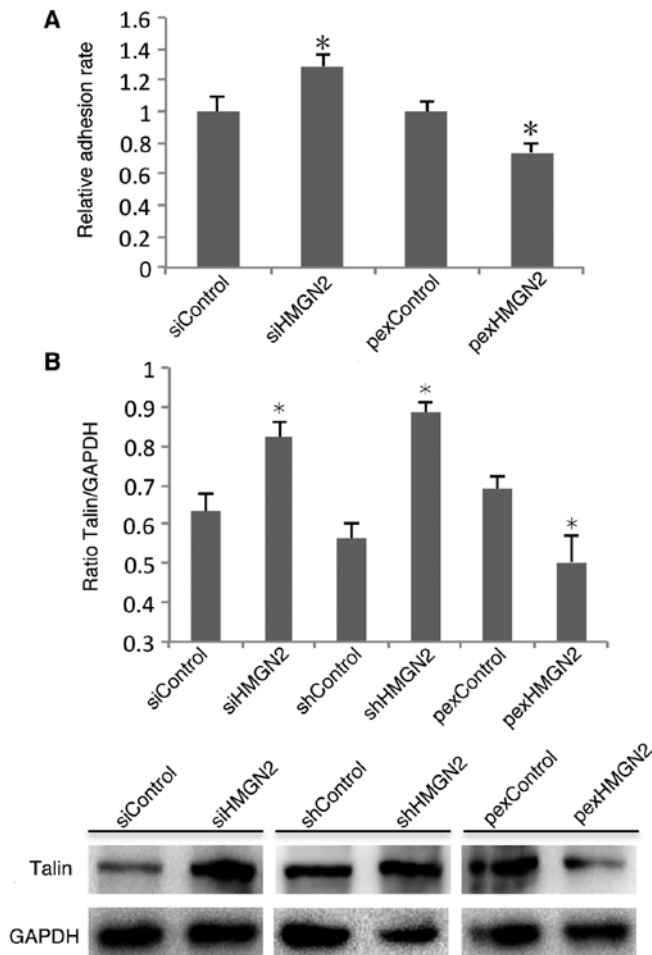 A
Relative adhesion rate
1.6
1.4
1.2
1
0.8
0.6
0.4
0.2
0
*
*
siControl
siHMGN2
pexControl
pexHMGN2
B
Ratio Talin/GAPDH
1
0.9
0.8
0.7
0.6
0.5
0.4
0.3
*
*
*
siControl
siHMGN2
shControl
shHMGN2
pexControl
pexHMGN2
siControl
siHMGN2
shControl
shHMGN2
pexControl
pexHMGN2
Talin
GAPDH